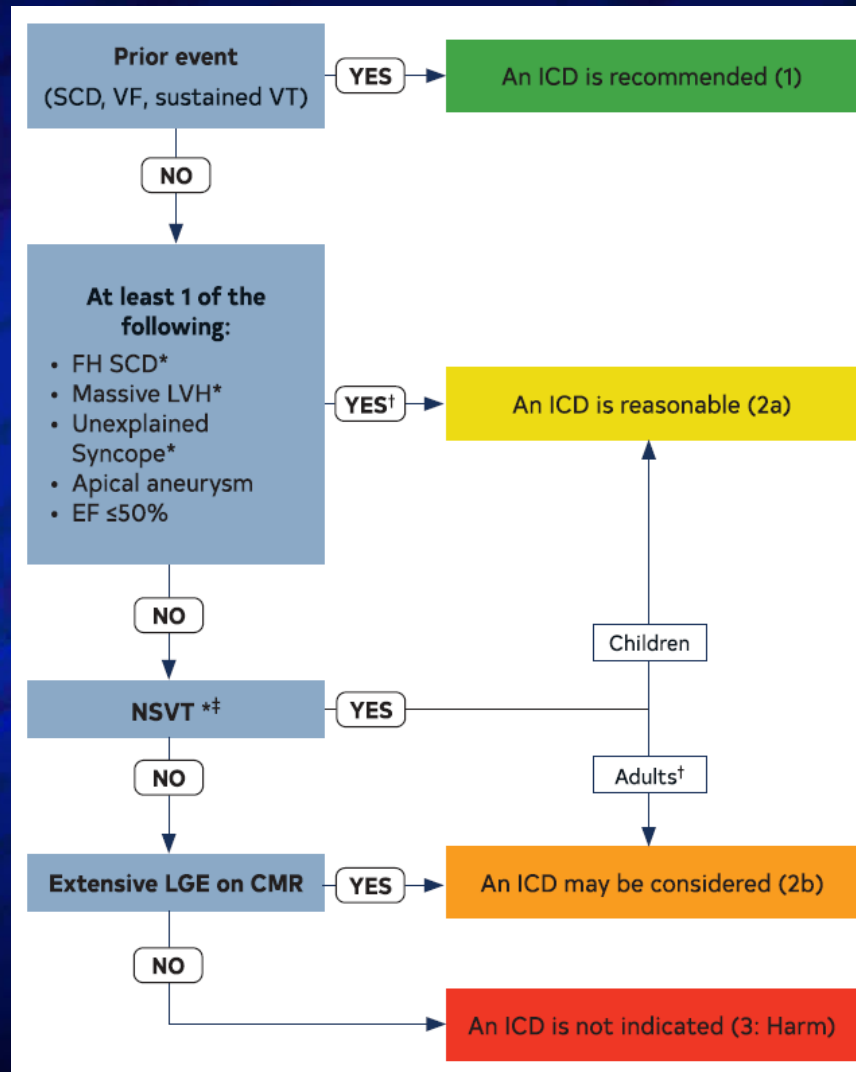 Prior event
(SCD, VF, sustained VT)
YES
An ICD is recommended (1)
NO
At least 1 of the
following:
• FH SCD*
• Massive LVH*
• Unexplained
Syncope*
• Apical aneurysm
• EF ≤50%
YES†
An ICD is reasonable (2a)
NO
Children
NSVT *‡
YES
Adults†
NO
Extensive LGE on CMR
YES
An ICD may be considered (2b)
NO
An ICD is not indicated (3: Harm)